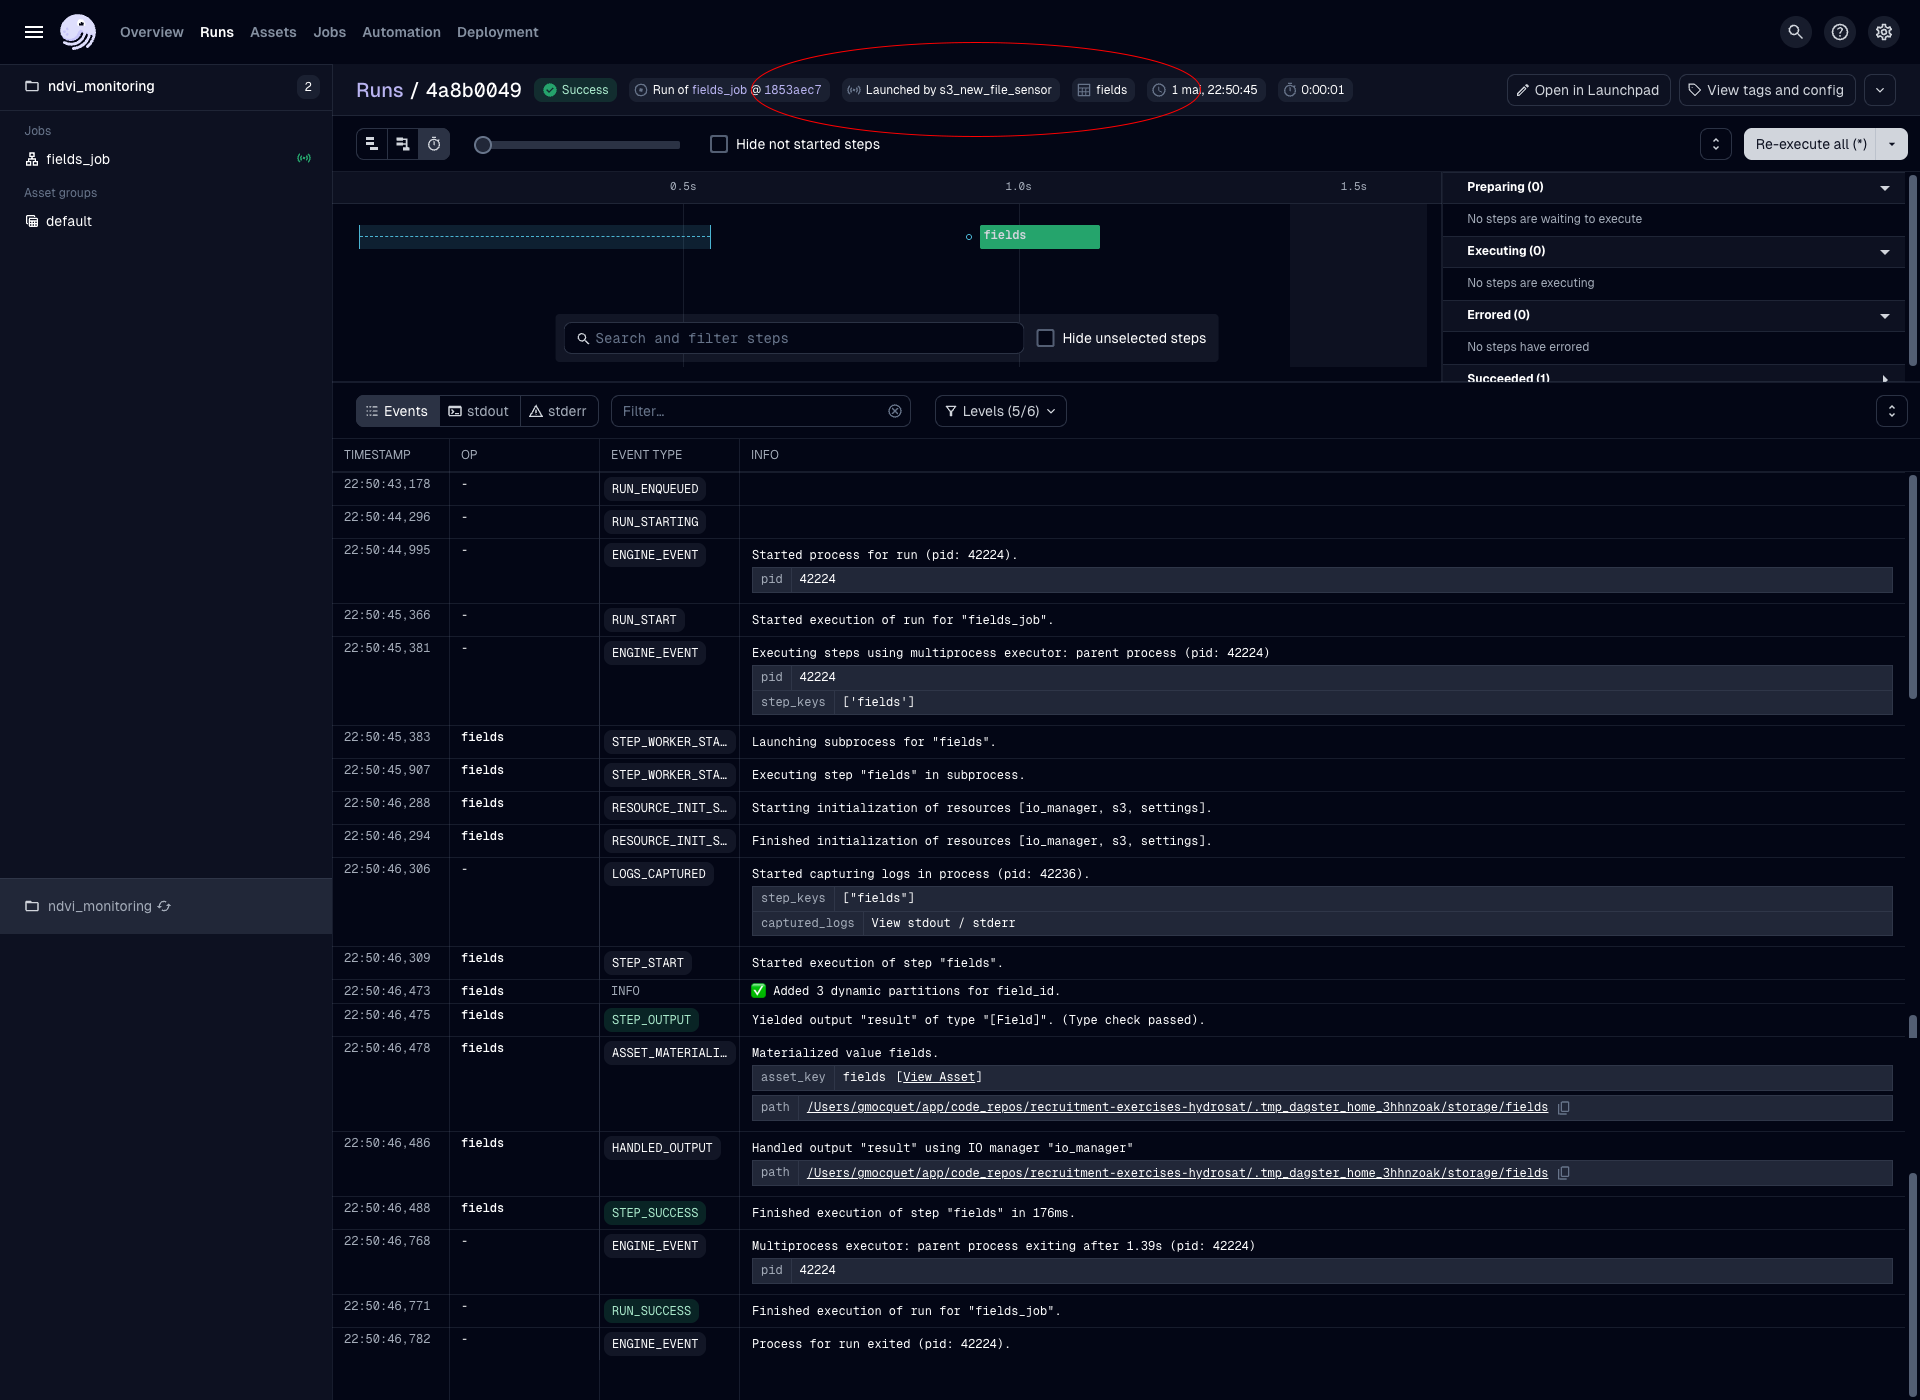 Overview Runs Assets Jobs Automation Deployment
ndvi_monitoring 2
Jobs
fields_job
Asset groups
default
ndvi_monitoring
Runs / 4a8b0049 Success Run of fields_job @ 1853aec7 Launched by s3_new_file_sensor fields 1 mai, 22:50:45 0:00:01 Open in Launchpad View tags and config
Hide not started steps Re-execute all (*)
0.5s 1.0s 1.5s
fields
Search and filter steps Hide unselected steps
Preparing (0)
No steps are waiting to execute
Executing (0)
No steps are executing
Errored (0)
No steps have errored
Succeeded (1)
Events stdout stderr Filter… Levels (5/6)
TIMESTAMP OP EVENT TYPE INFO
22:50:43,178 - RUN_ENQUEUED
22:50:44,296 - RUN_STARTING
22:50:44,995 - ENGINE_EVENT Started process for run (pid: 42224).
pid 42224
22:50:45,366 - RUN_START Started execution of run for "fields_job".
22:50:45,381 - ENGINE_EVENT Executing steps using multiprocess executor: parent process (pid: 42224)
pid 42224
step_keys ['fields']
22:50:45,383 fields STEP_WORKER_STA… Launching subprocess for "fields".
22:50:45,907 fields STEP_WORKER_STA… Executing step "fields" in subprocess.
22:50:46,288 fields RESOURCE_INIT_S… Starting initialization of resources [io_manager, s3, settings].
22:50:46,294 fields RESOURCE_INIT_S… Finished initialization of resources [io_manager, s3, settings].
22:50:46,306 - LOGS_CAPTURED Started capturing logs in process (pid: 42236).
step_keys ["fields"]
captured_logs View stdout / stderr
22:50:46,309 fields STEP_START Started execution of step "fields".
22:50:46,473 fields INFO ✅ Added 3 dynamic partitions for field_id.
22:50:46,475 fields STEP_OUTPUT Yielded output "result" of type "[Field]". (Type check passed).
22:50:46,478 fields ASSET_MATERIALI… Materialized value fields.
asset_key fields [View Asset]
path /Users/gmocquet/app/code_repos/recruitment-exercises-hydrosat/.tmp_dagster_home_3hhnzoak/storage/fields
22:50:46,486 fields HANDLED_OUTPUT Handled output "result" using IO manager "io_manager"
path /Users/gmocquet/app/code_repos/recruitment-exercises-hydrosat/.tmp_dagster_home_3hhnzoak/storage/fields
22:50:46,488 fields STEP_SUCCESS Finished execution of step "fields" in 176ms.
22:50:46,768 - ENGINE_EVENT Multiprocess executor: parent process exiting after 1.39s (pid: 42224)
pid 42224
22:50:46,771 - RUN_SUCCESS Finished execution of run for "fields_job".
22:50:46,782 - ENGINE_EVENT Process for run exited (pid: 42224).